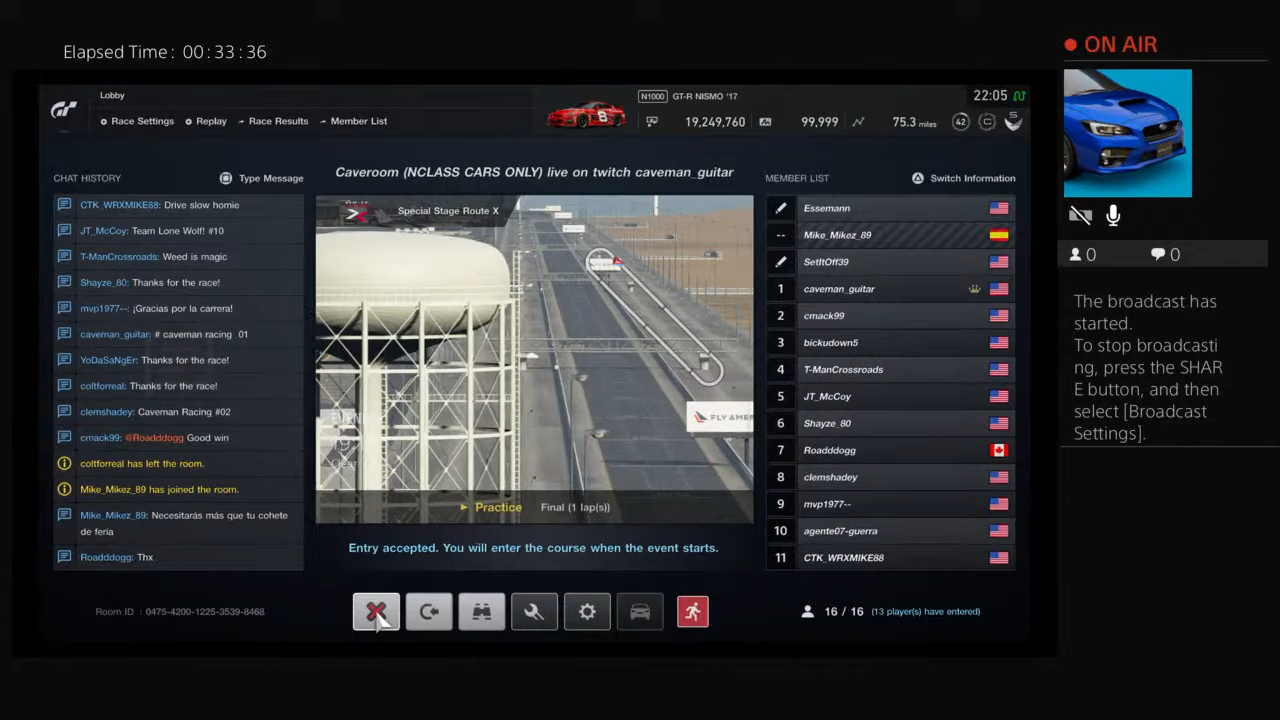 Elapsed Time: 00:33:36
ON AIR
Lobby
N1000 GT-R NISMO '17
22:05
Race Settings Replay Race Results Member List
8
19,249,760 99,999 75.3 miles 42 C S
Caveroom (NCLASS CARS ONLY) live on twitch caveman_guitar
CHAT HISTORY
Type Message
CTK_WRXMIKE88: Drive slow homie
JT_McCoy: Team Lone Wolf! #10
T-ManCrossroads: Weed is magic
Shayze_80: Thanks for the race!
mvp1977--: ¡Gracias por la carrera!
caveman_guitar: # caveman racing 01
YoDaSaNgEr: Thanks for the race!
coltforreal: Thanks for the race!
clemshadey: Caveman Racing #02
cmack99: @Roadddogg Good win
coltforreal has left the room.
Mike_Mikez_89 has joined the room.
Mike_Mikez_89: Necesitarás más que tu cohete
de feria
Roadddogg: Thx
Special Stage Route X
FLY AMER
Practice Final (1 lap(s))
Entry accepted. You will enter the course when the event starts.
MEMBER LIST
Switch Information
Essemann
-- Mike_Mikez_89
SetItOff39
1 caveman_guitar
2 cmack99
3 bickudown5
4 T-ManCrossroads
5 JT_McCoy
6 Shayze_80
7 Roadddogg
8 clemshadey
9 mvp1977--
10 agente07-guerra
11 CTK_WRXMIKE88
Room ID : 0475-4200-1225-3539-8468
16 / 16 (13 player(s) have entered)
0 0
The broadcast has
started.
To stop broadcasti
ng, press the SHAR
E button, and then
select [Broadcast
Settings].